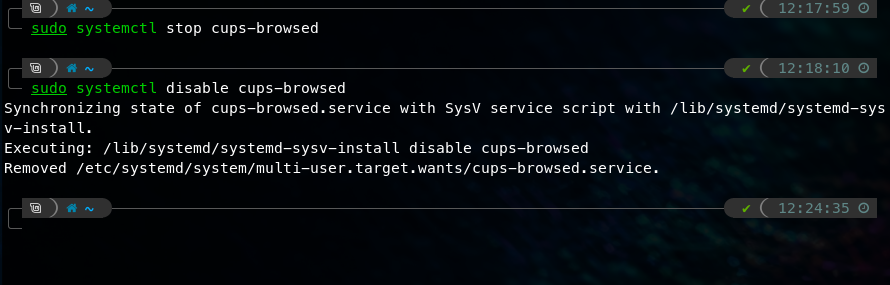 ~ ✔ 12:17:59
sudo systemctl stop cups-browsed
~ ✔ 12:18:10
sudo systemctl disable cups-browsed
Synchronizing state of cups-browsed.service with SysV service script with /lib/systemd/systemd-sys
v-install.
Executing: /lib/systemd/systemd-sysv-install disable cups-browsed
Removed /etc/systemd/system/multi-user.target.wants/cups-browsed.service.
~ ✔ 12:24:35